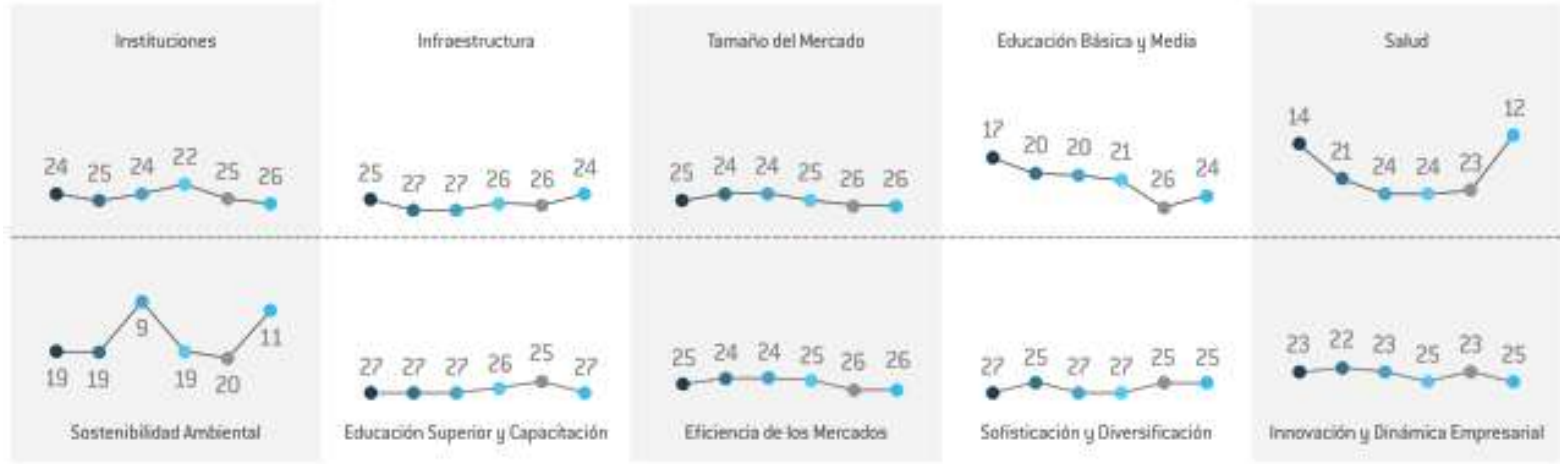 Instituciones
24 25 24 22 25 26
Infraestructura
25 27 27 26 26 24
Tamaño del Mercado
25 24 24 25 26 26
Educación Básica y Media
17 20 20 21 26 24
Salud
14 21 24 24 23 12
19 19 9 19 20 11
Sostenibilidad Ambiental
27 27 27 26 25 27
Educación Superior y Capacitación
25 24 24 25 26 26
Eficiencia de los Mercados
27 25 27 27 25 25
Sofisticación y Diversificación
23 22 23 25 23 25
Innovación y Dinámica Empresarial